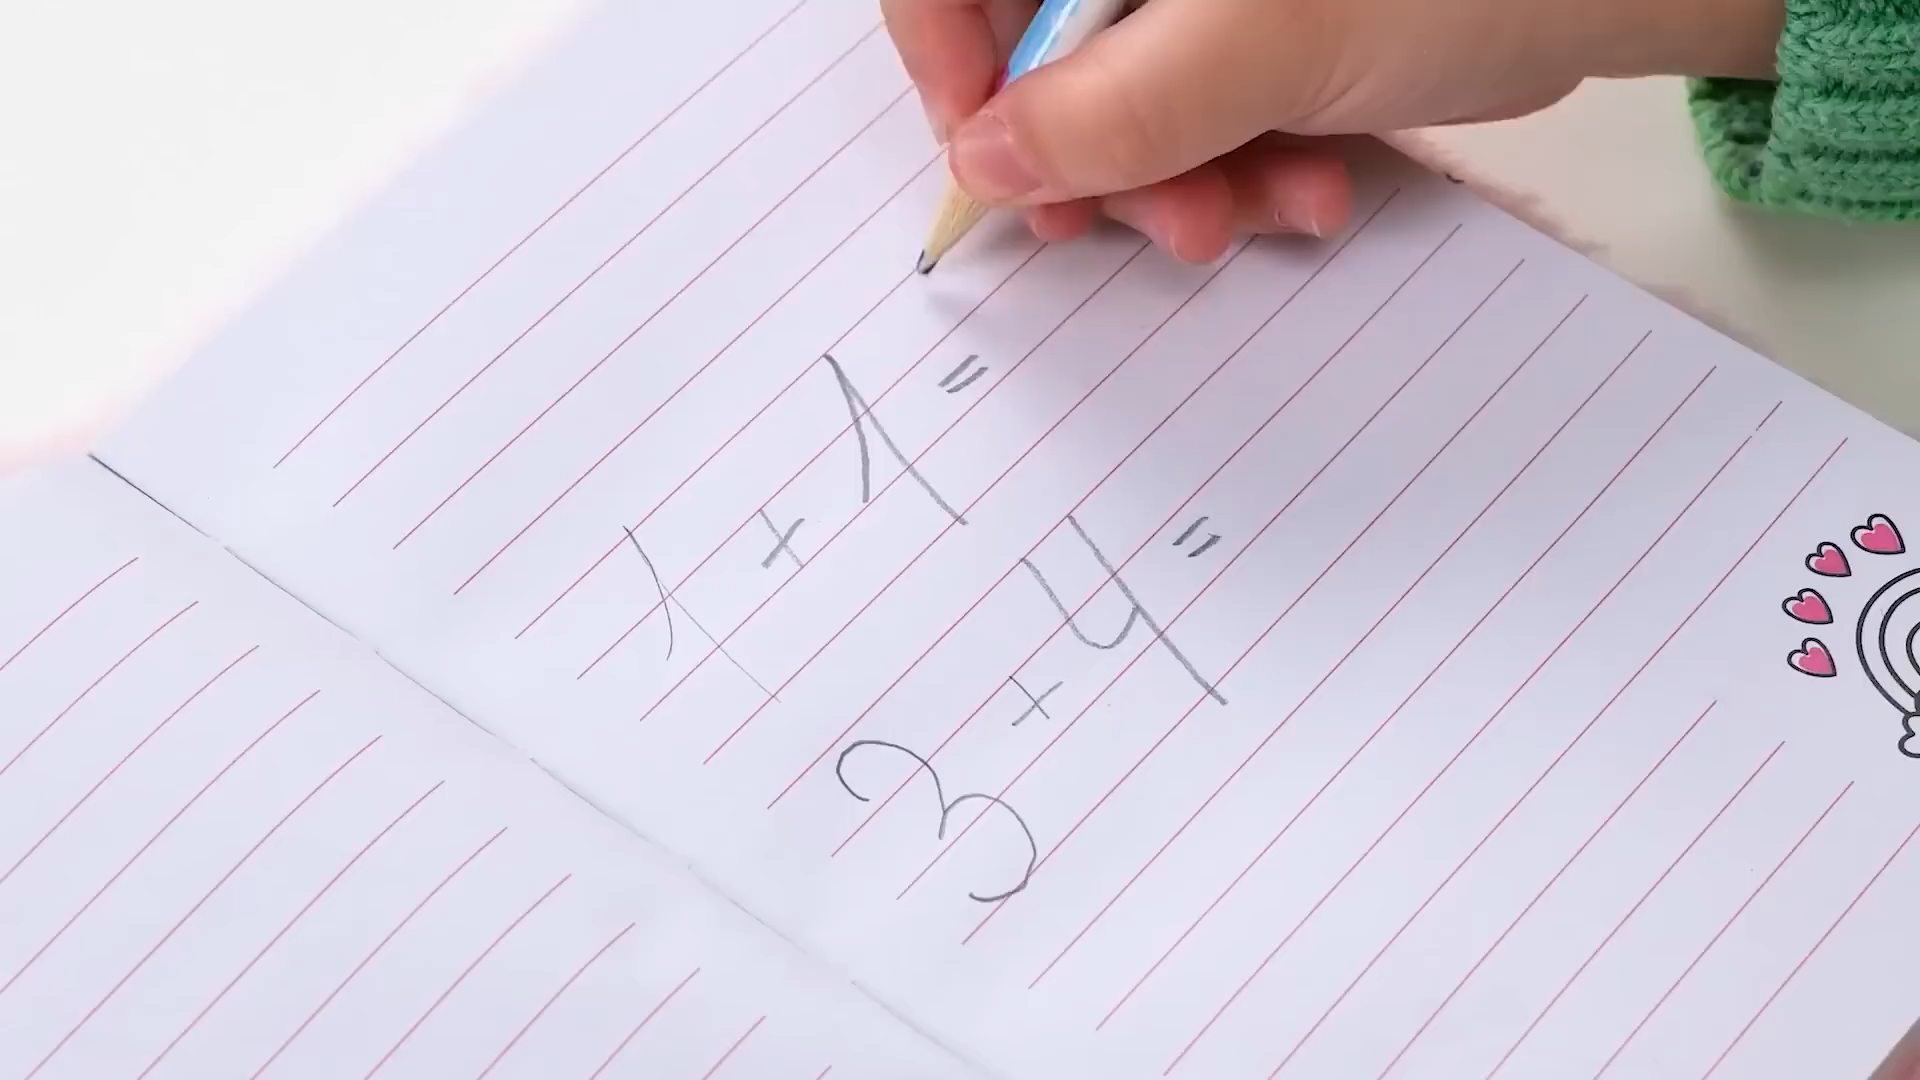 1 + 1 =
3 + 4 =